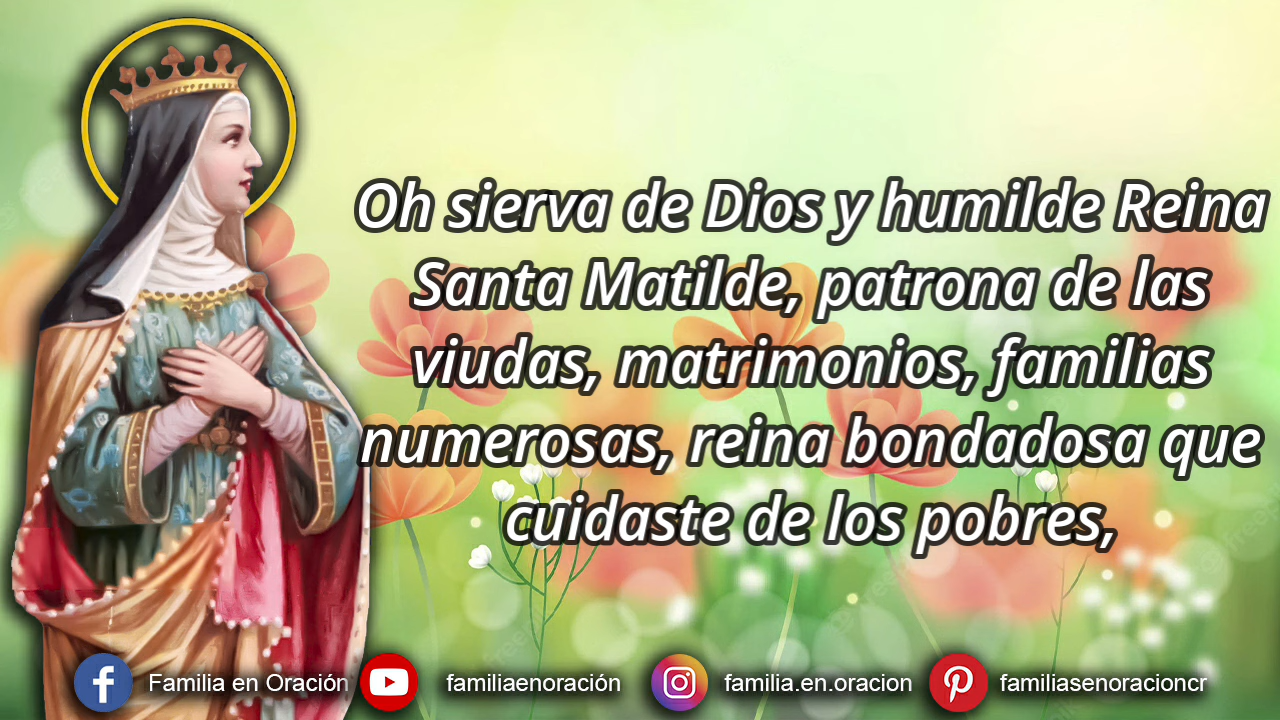 Oh sierva de Dios y humilde Reina
Santa Matilde, patrona de las
viudas, matrimonios, familias
numerosas, reina bondadosa que
cuidaste de los pobres,
Familia en Oración
familiaenoración
familia.en.oracion
familiasenoracioncr